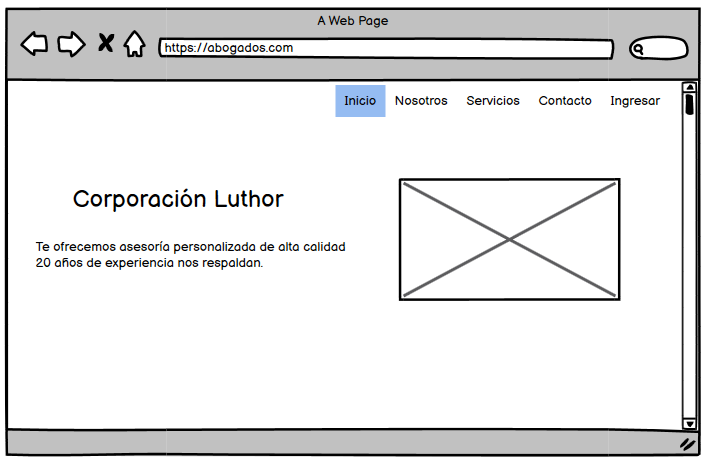 A Web Page
https://abogados.com
Inicio Nosotros Servicios Contacto Ingresar
Corporación Luthor
Te ofrecemos asesoría personalizada de alta calidad
20 años de experiencia nos respaldan.